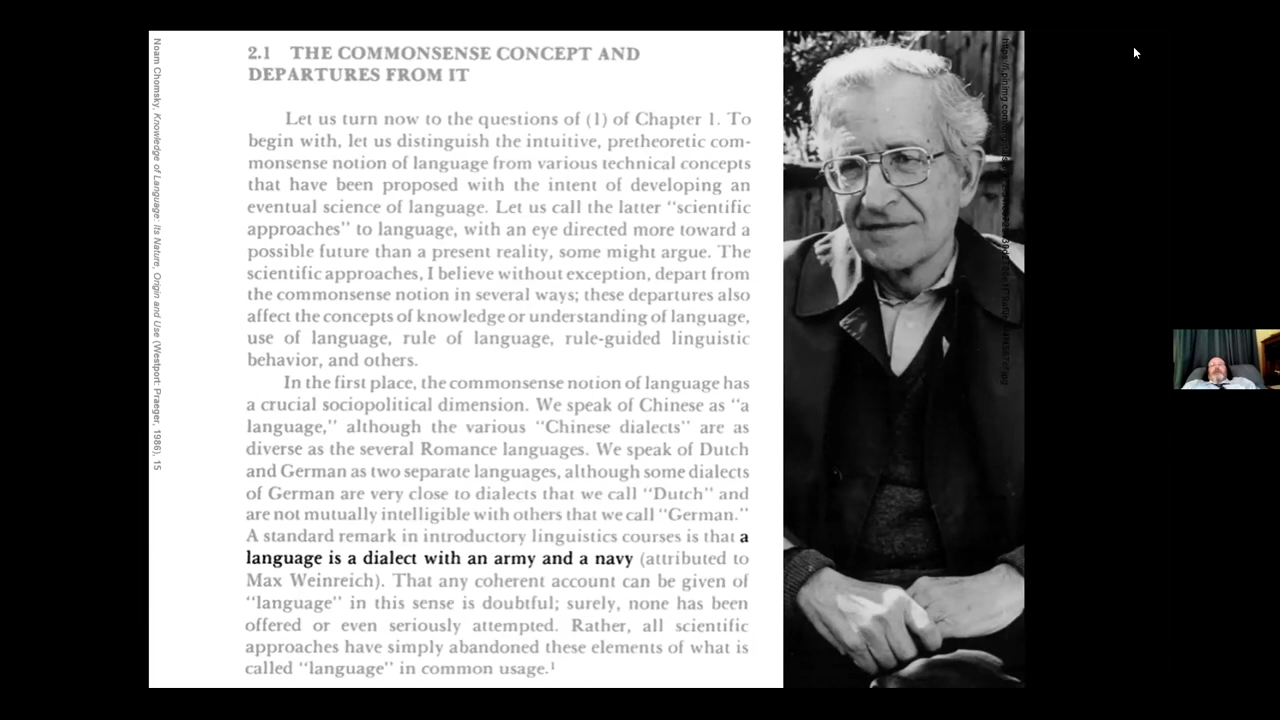 Noam Chomsky, Knowledge of Language: Its Nature, Origin and Use (Westport: Praeger, 1986), 15
2.1 THE COMMONSENSE CONCEPT AND
DEPARTURES FROM IT
Let us turn now to the questions of (1) of Chapter 1. To
begin with, let us distinguish the intuitive, pretheoretic com-
monsense notion of language from various technical concepts
that have been proposed with the intent of developing an
eventual science of language. Let us call the latter “scientific
approaches” to language, with an eye directed more toward a
possible future than a present reality, some might argue. The
scientific approaches, I believe without exception, depart from
the commonsense notion in several ways; these departures also
affect the concepts of knowledge or understanding of language,
use of language, rule of language, rule-guided linguistic
behavior, and others.
In the first place, the commonsense notion of language has
a crucial sociopolitical dimension. We speak of Chinese as “a
language,” although the various “Chinese dialects” are as
diverse as the several Romance languages. We speak of Dutch
and German as two separate languages, although some dialects
of German are very close to dialects that we call “Dutch” and
are not mutually intelligible with others that we call “German.”
A standard remark in introductory linguistics courses is that a
language is a dialect with an army and a navy (attributed to
Max Weinreich). That any coherent account can be given of
“language” in this sense is doubtful; surely, none has been
offered or even seriously attempted. Rather, all scientific
approaches have simply abandoned these elements of what is
called “language” in common usage.¹